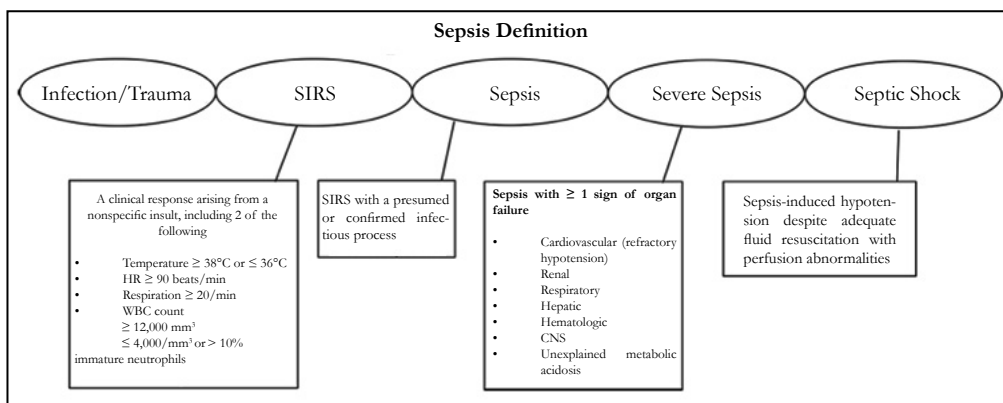 Sepsis Definition
Infection/Trauma
SIRS
Sepsis
Severe Sepsis
Septic Shock
A clinical response arising from a
nonspecific insult, including 2 of the
following
• Temperature ≥ 38°C or ≤ 36°C
• HR ≥ 90 beats/min
• Respiration ≥ 20/min
• WBC count
≥ 12,000 mm³
≤ 4,000/mm³ or > 10%
immature neutrophils
SIRS with a presumed
or confirmed infec-
tious process
Sepsis with ≥ 1 sign of organ
failure
• Cardiovascular (refractory
hypotension)
• Renal
• Respiratory
• Hepatic
• Hematologic
• CNS
• Unexplained metabolic
acidosis
Sepsis-induced hypoten-
sion despite adequate
fluid resuscitation with
perfusion abnormalities